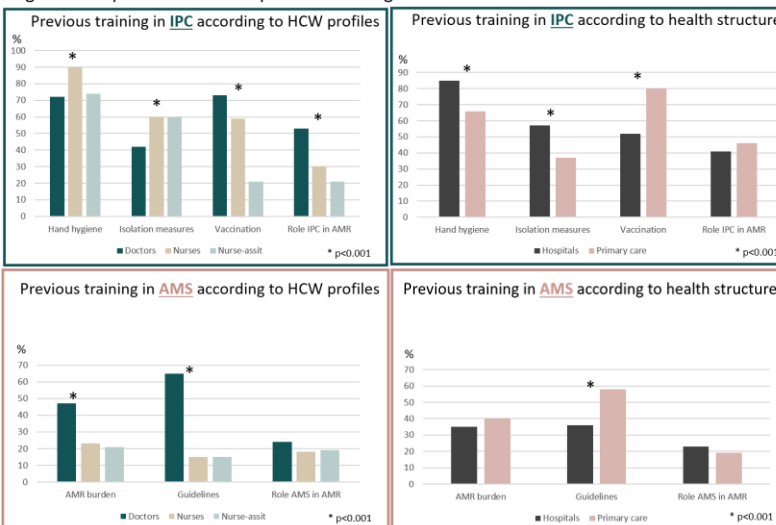 Previous training in IPC according to HCW profiles
%
100
90
80
70
60
50
40
30
20
10
0
*
*
*
*
Hand hygiene
Isolation measures
Vaccination
Role IPC in AMR
Doctors
Nurses
Nurse-assit
* p<0.001
Previous training in IPC according to health structure
%
90
80
70
60
50
40
30
20
10
0
*
*
*
Hand hygiene
Isolation measures
Vaccination
Role IPC in AMR
Hospitals
Primary care
* p<0.001
Previous training in AMS according to HCW profiles
%
70
60
50
40
30
20
10
0
*
*
AMR burden
Guidelines
Role AMS in AMR
Doctors
Nurses
Nurse-assit
* p<0.001
Previous training in AMS according to health structure
%
70
60
50
40
30
20
10
0
*
AMR burden
Guidelines
Role AMS in AMR
Hospitals
Primary care
* p<0.001